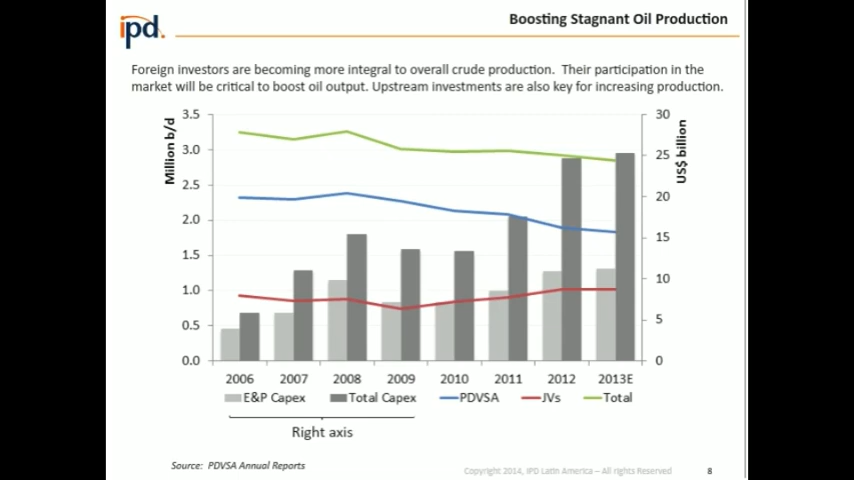 ipd.
Boosting Stagnant Oil Production
Foreign investors are becoming more integral to overall crude production. Their participation in the
market will be critical to boost oil output. Upstream investments are also key for increasing production.
Million b/d
US$ billion
3.5
3.0
2.5
2.0
1.5
1.0
0.5
0.0
30
25
20
15
10
5
0
2006 2007 2008 2009 2010 2011 2012 2013E
E&P Capex Total Capex PDVSA JVs Total
Right axis
Source: PDVSA Annual Reports
Copyright 2014, IPD Latin America – All rights Reserved
8